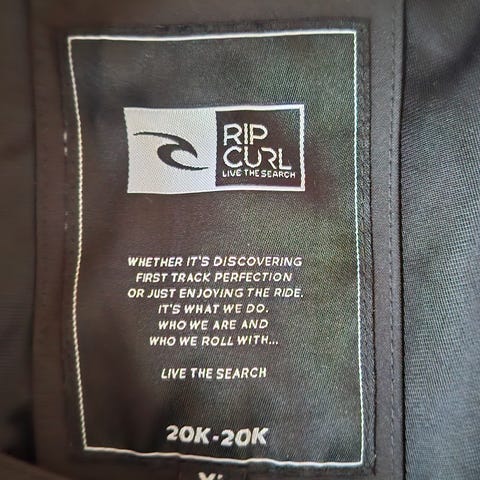 RIP
CURL
LIVE THE SEARCH
WHETHER IT'S DISCOVERING
FIRST TRACK PERFECTION
OR JUST ENJOYING THE RIDE.
IT'S WHAT WE DO.
WHO WE ARE AND
WHO WE ROLL WITH...
LIVE THE SEARCH
20K-20K